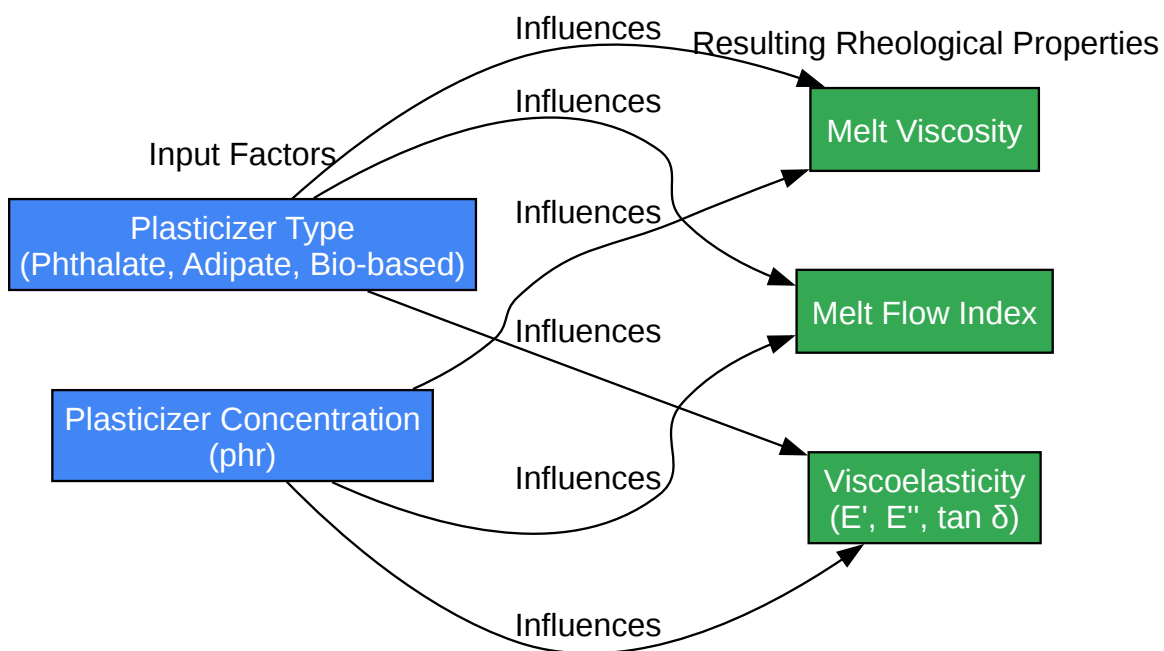 Influences
Resulting Rheological Properties
Influences
Melt Viscosity
Input Factors
Influences
Plasticizer Type
(Phthalate, Adipate, Bio-based)
Melt Flow Index
Influences
Plasticizer Concentration
(phr)
Influences
Viscoelasticity
(E', E'', tan δ)
Influences